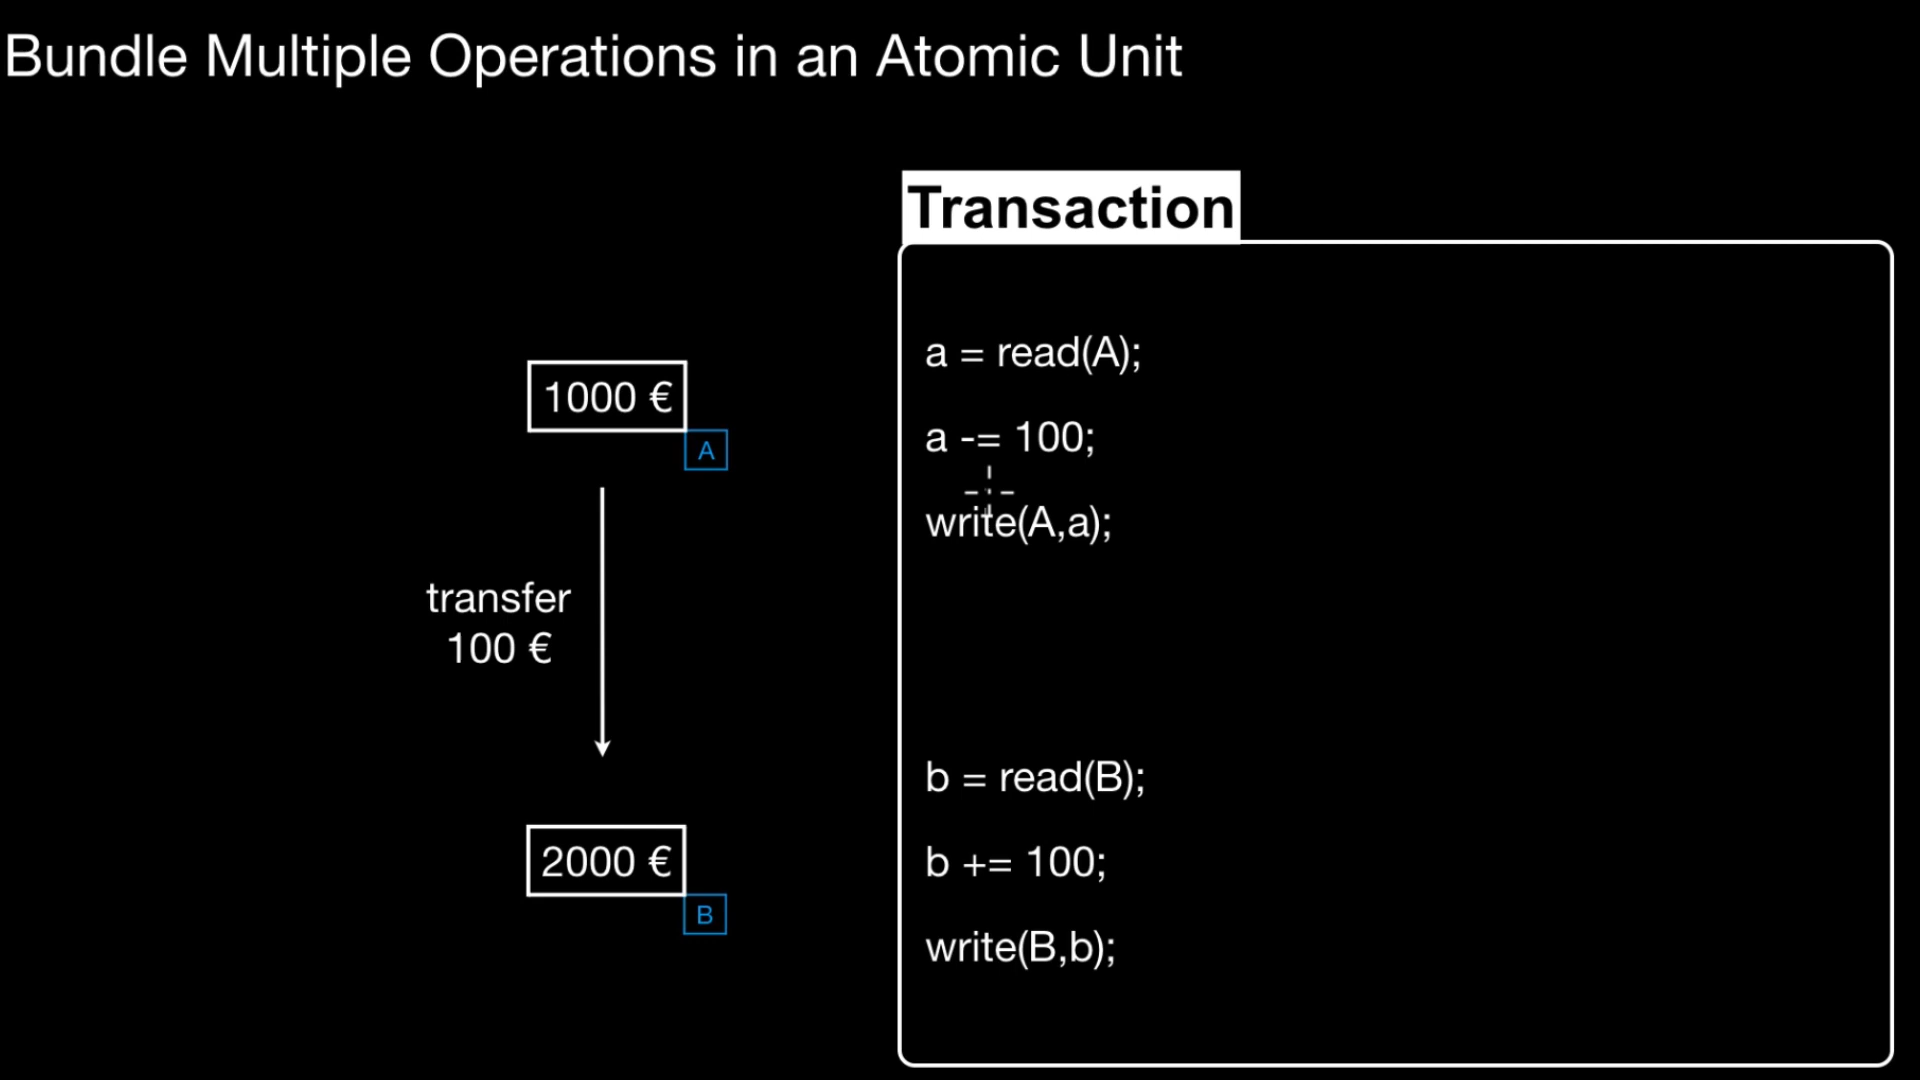 Bundle Multiple Operations in an Atomic Unit
1000 €
A
transfer
100 €
2000 €
B
Transaction
a = read(A);
a -= 100;
write(A,a);
b = read(B);
b += 100;
write(B,b);